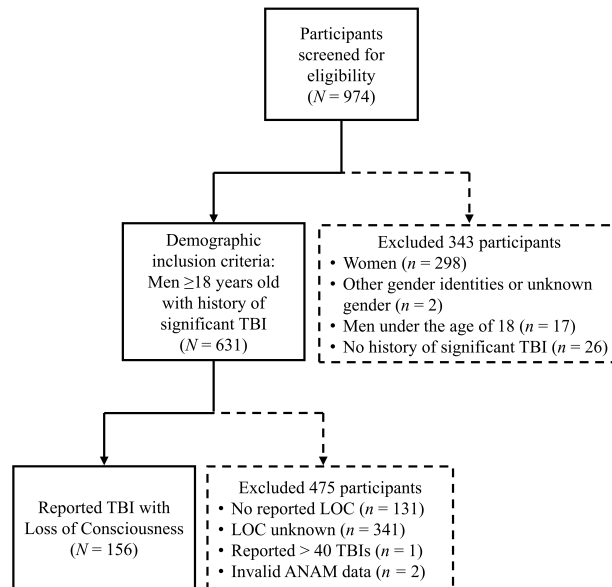 Participants
screened for
eligibility
(N = 974)
Demographic
inclusion criteria:
Men ≥18 years old
with history of
significant TBI
(N = 631)
Excluded 343 participants
• Women (n = 298)
• Other gender identities or unknown
gender (n = 2)
• Men under the age of 18 (n = 17)
• No history of significant TBI (n = 26)
Reported TBI with
Loss of Consciousness
(N = 156)
Excluded 475 participants
• No reported LOC (n = 131)
• LOC unknown (n = 341)
• Reported > 40 TBIs (n = 1)
• Invalid ANAM data (n = 2)